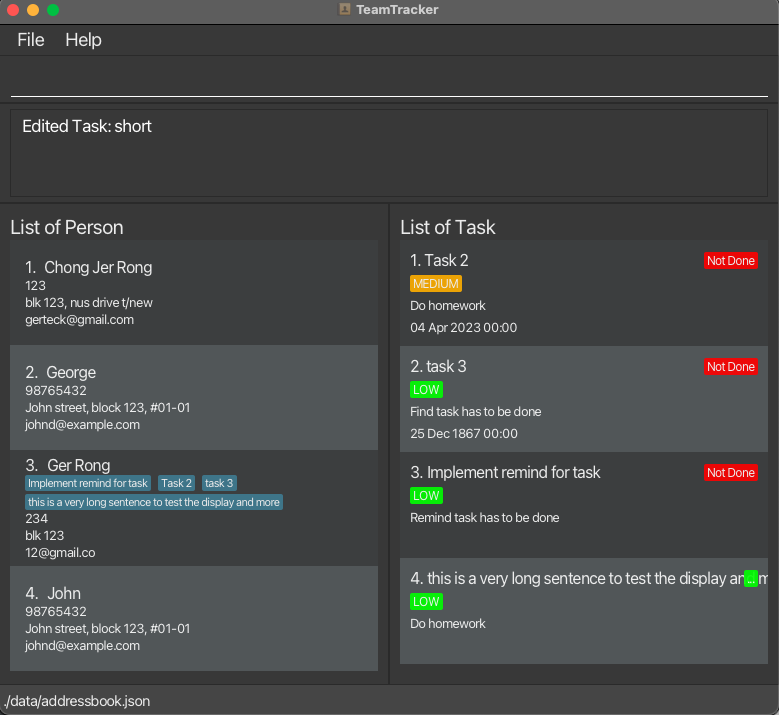 TeamTracker
File Help
Edited Task: short
List of Person
1. Chong Jer Rong
123
blk 123, nus drive t/new
gerteck@gmail.com
2. George
98765432
John street, block 123, #01-01
johnd@example.com
3. Ger Rong
Implement remind for task Task 2 task 3
this is a very long sentence to test the display and more
234
blk 123
12@gmail.co
4. John
98765432
John street, block 123, #01-01
johnd@example.com
List of Task
1. Task 2 Not Done
MEDIUM
Do homework
04 Apr 2023 00:00
2. task 3 Not Done
LOW
Find task has to be done
25 Dec 1867 00:00
3. Implement remind for task Not Done
LOW
Remind task has to be done
4. this is a very long sentence to test the display an ... m
LOW
Do homework
./data/addressbook.json